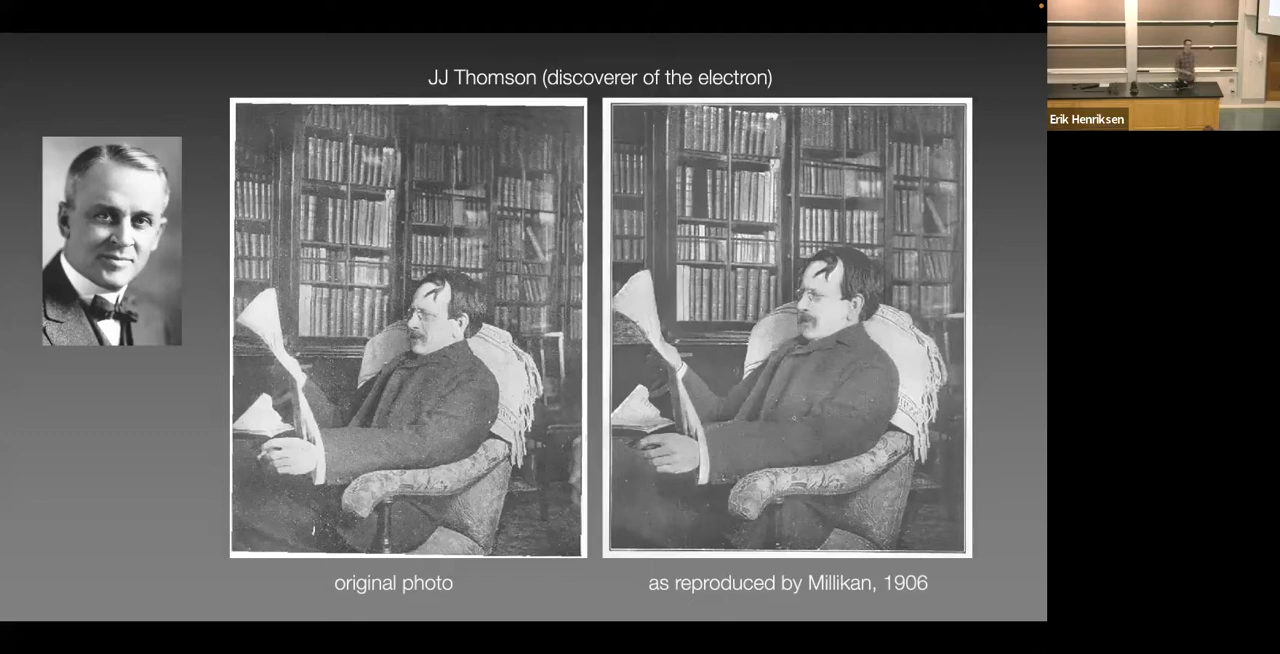 JJ Thomson (discoverer of the electron)
original photo
as reproduced by Millikan, 1906
Erik Henriksen